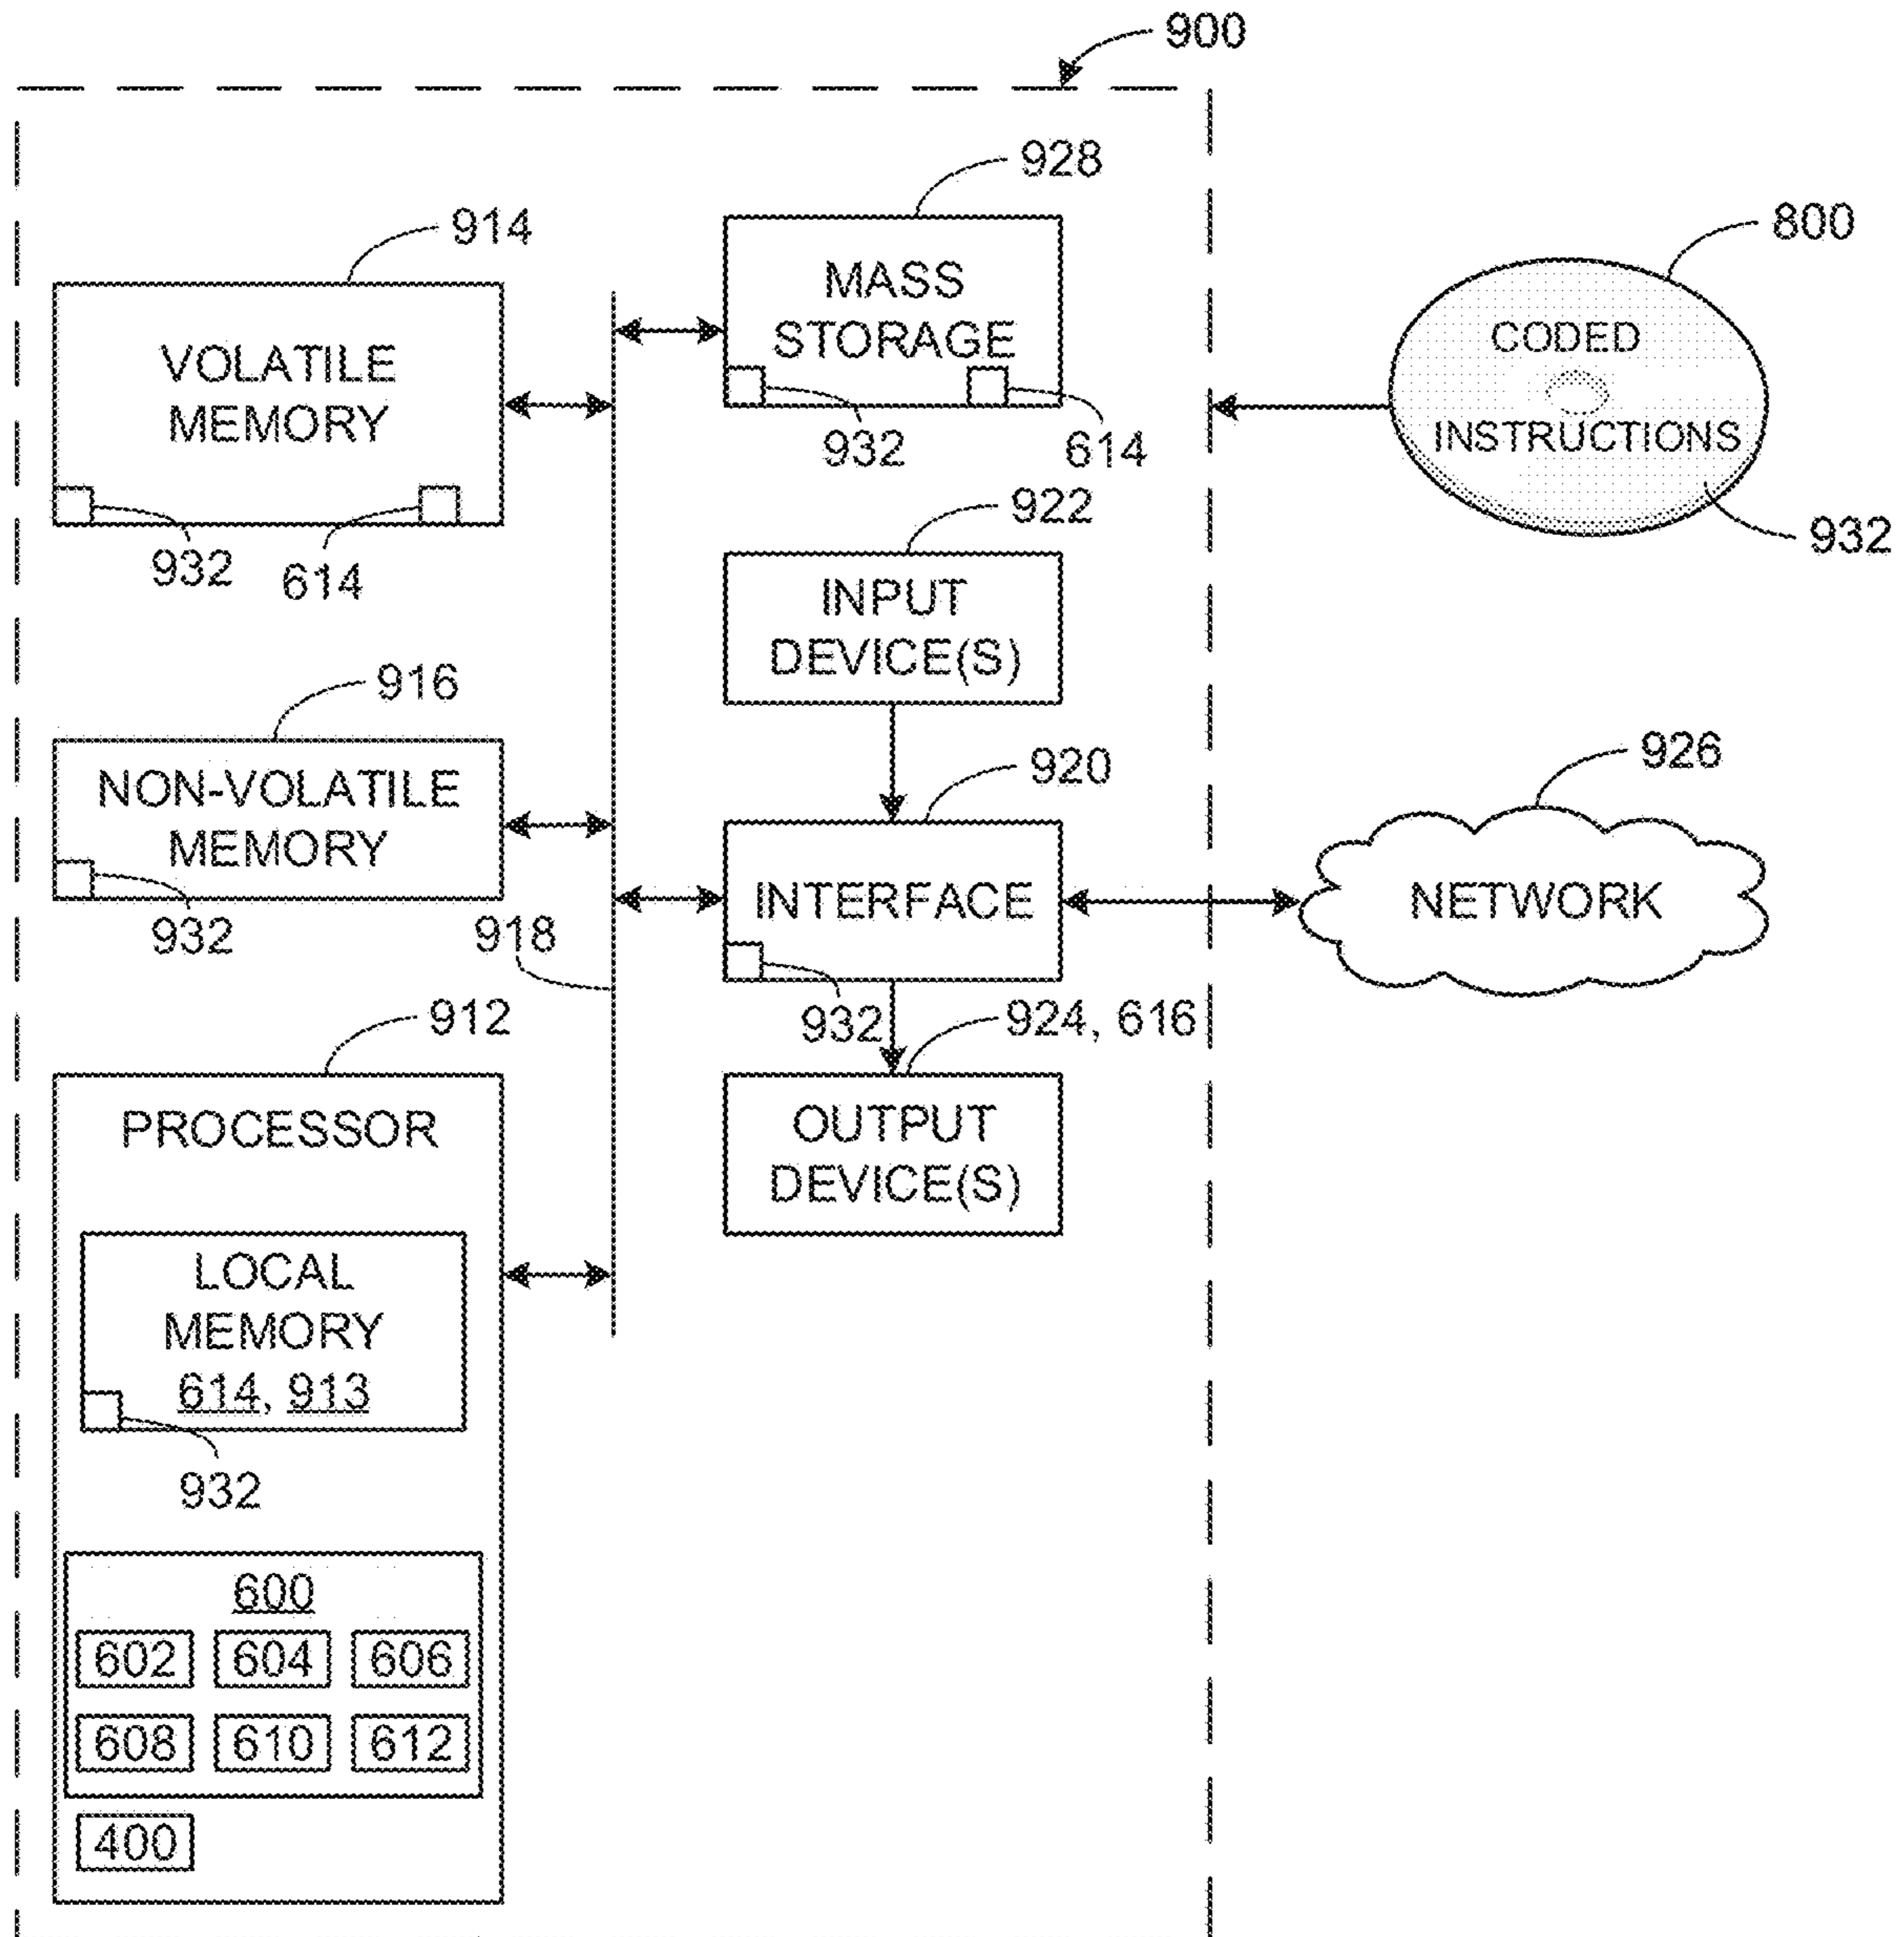 900
928
914
800
MASS
STORAGE
CODED
INSTRUCTIONS
VOLATILE
MEMORY
932
614
932
932
614
922
INPUT
DEVICE(S)
916
926
920
NON-VOLATILE
MEMORY
INTERFACE
NETWORK
932
918
932
912
924, 616
PROCESSOR
OUTPUT
DEVICE(S)
LOCAL
MEMORY
614, 913
932
600
602 604 606
608 610 612
400